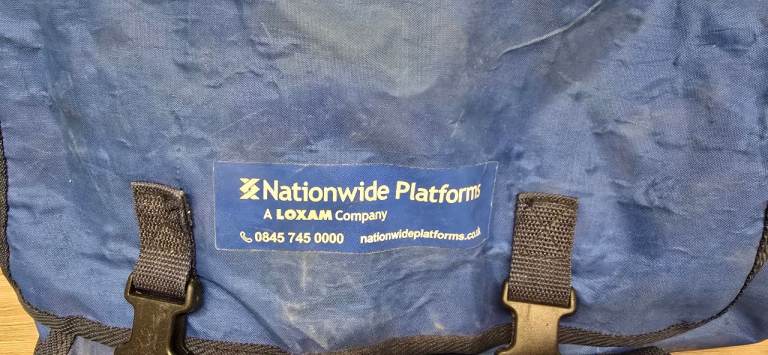 Nationwide Platforms
A LOXAM Company
0845 745 0000 nationwideplatforms.co.uk